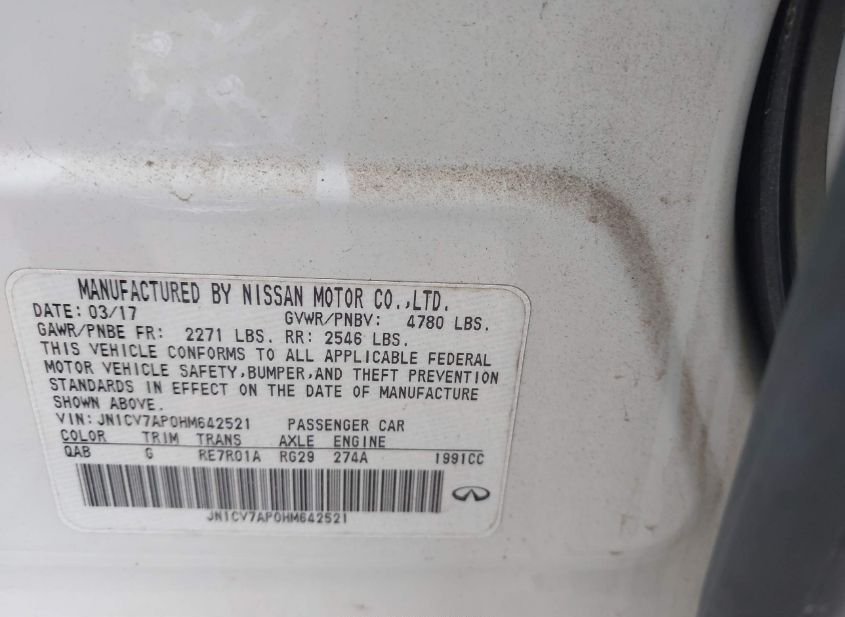 MANUFACTURED BY NISSAN MOTOR CO.,LTD.
DATE: 03/17 GVWR/PNBV: 4780 LBS.
GAWR/PNBE FR: 2271 LBS. RR: 2546 LBS.
THIS VEHICLE CONFORMS TO ALL APPLICABLE FEDERAL
MOTOR VEHICLE SAFETY,BUMPER,AND THEFT PREVENTION
STANDARDS IN EFFECT ON THE DATE OF MANUFACTURE
SHOWN ABOVE.
VIN: JN1CV7AP0HM642521 PASSENGER CAR
COLOR TRIM TRANS AXLE ENGINE
QAB G RE7R01A RG29 274A 1991CC
JN1CV7AP0HM642521